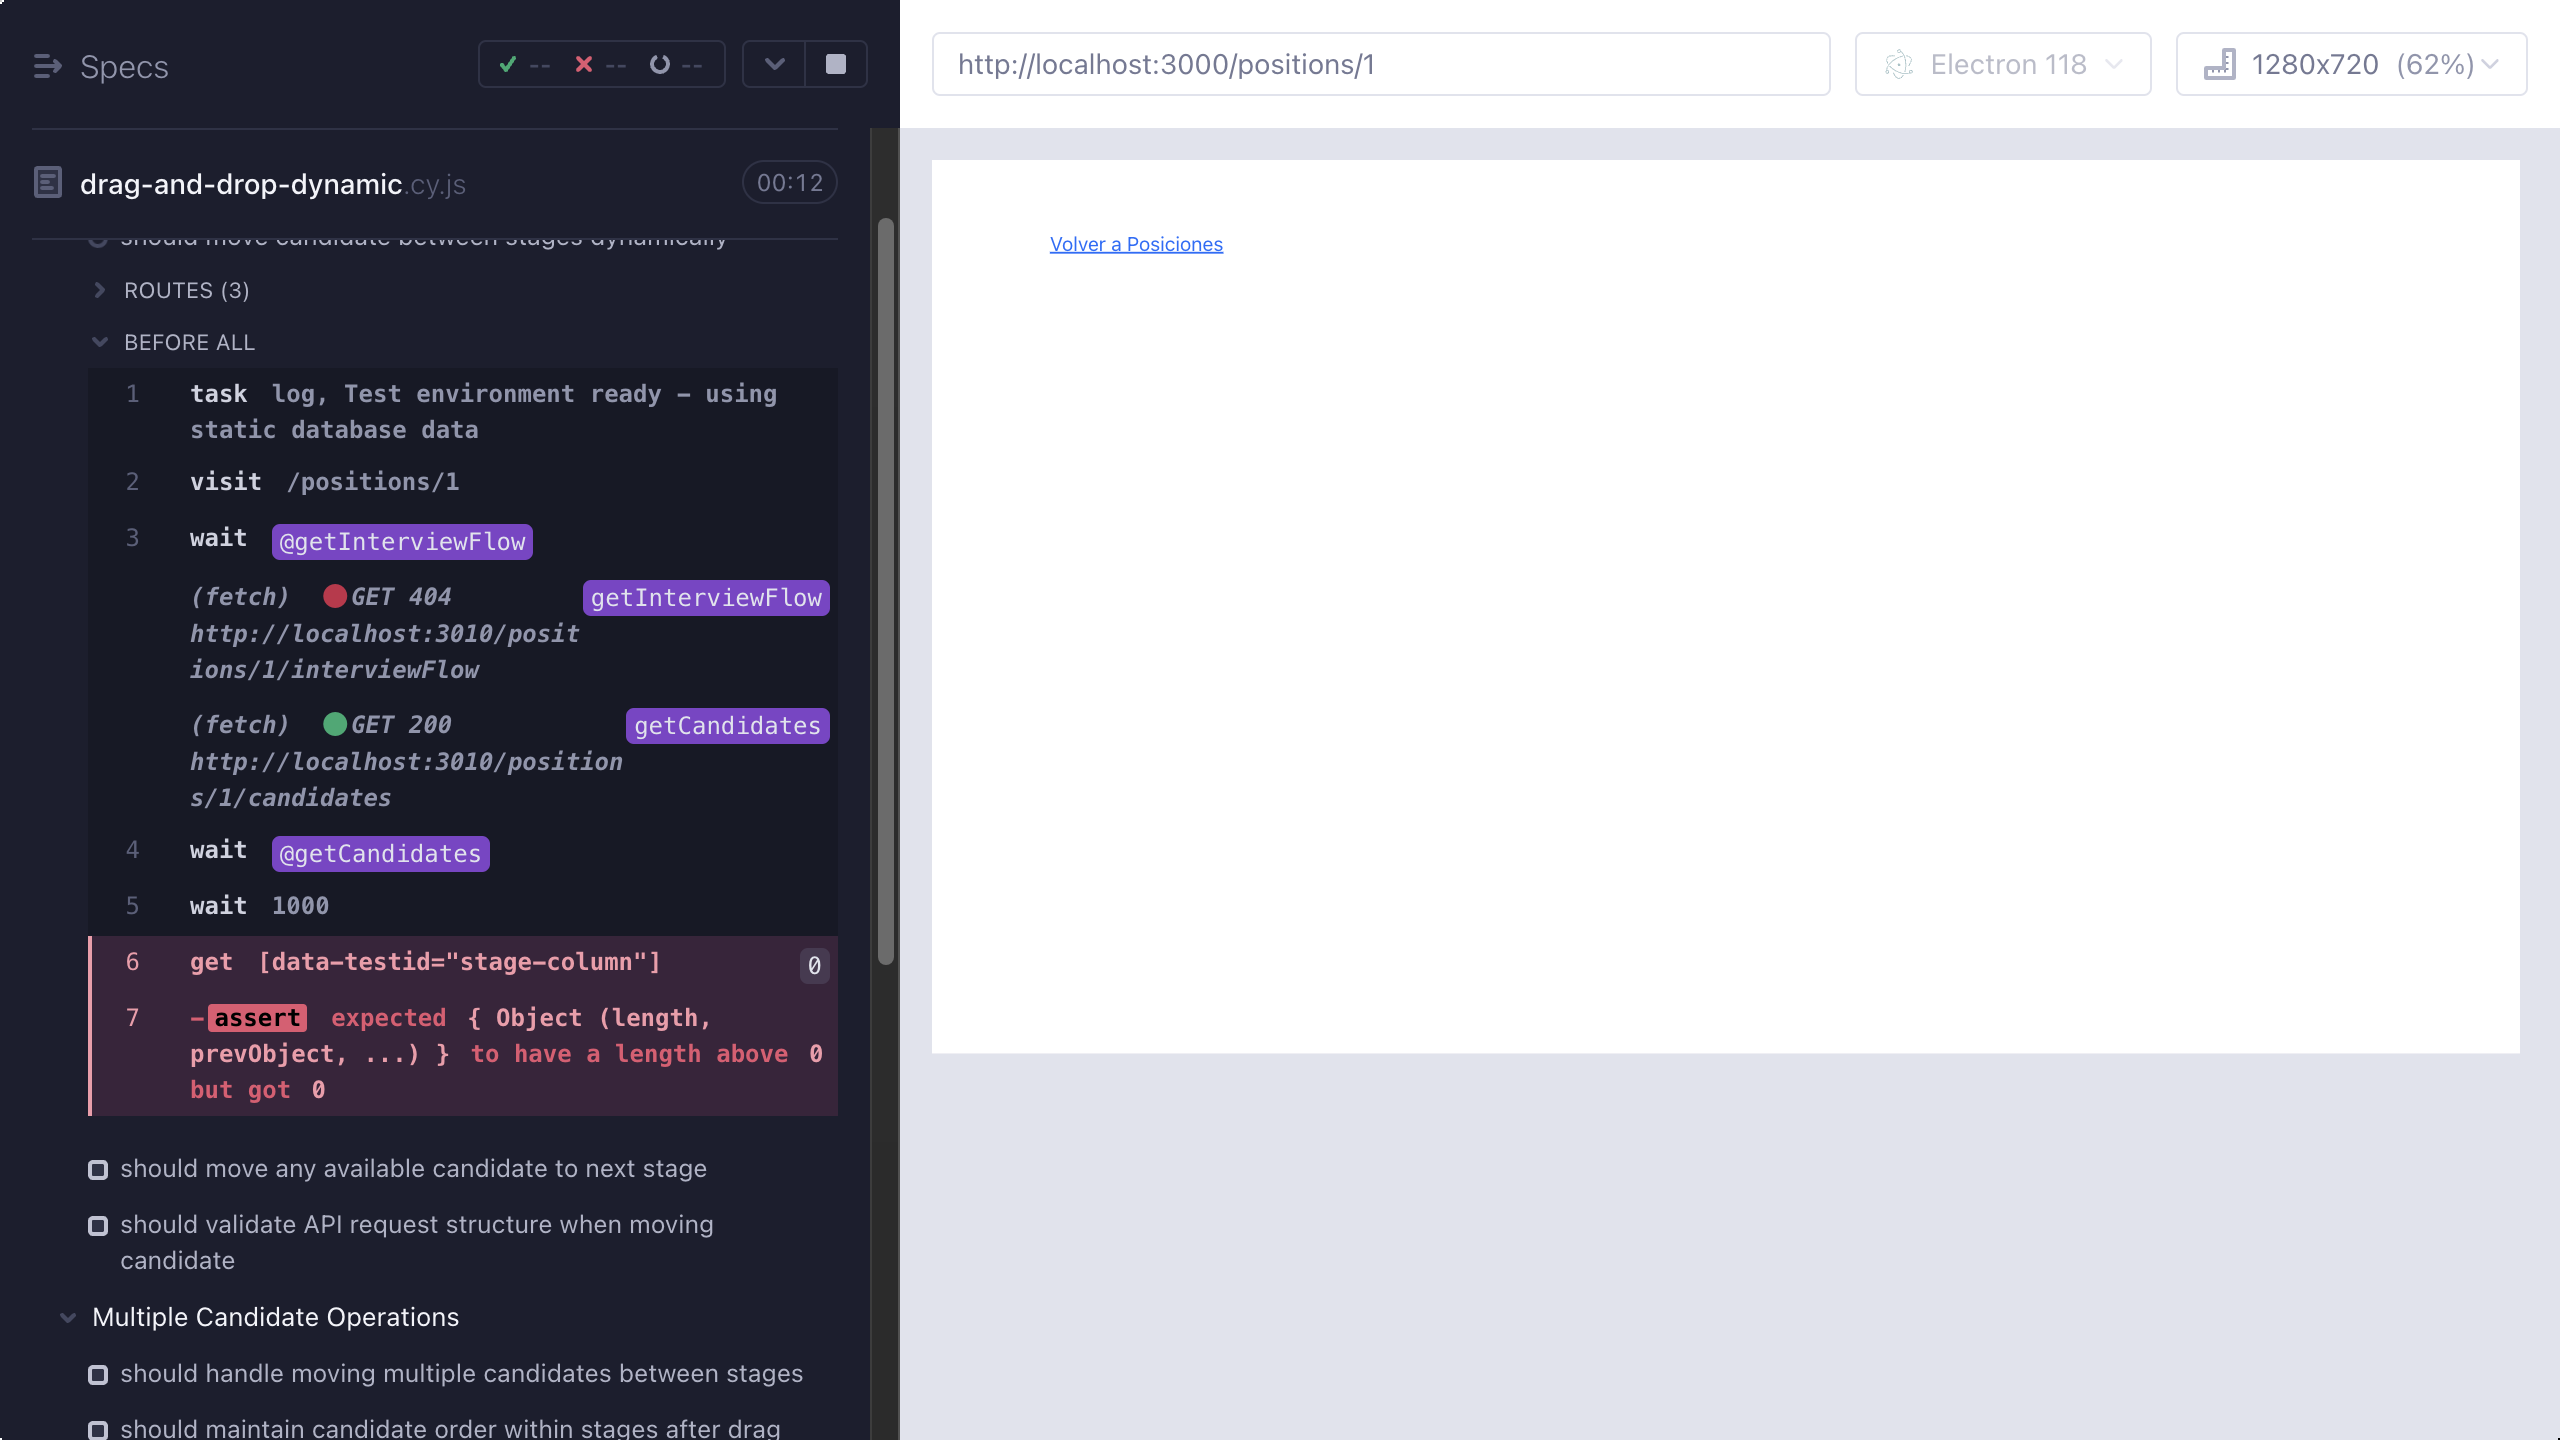 Specs
-- -- --
drag-and-drop-dynamic.cy.js
00:12
should move candidate between stages dynamically
ROUTES (3)
BEFORE ALL
1 task log, Test environment ready - using
static database data
2 visit /positions/1
3 wait @getInterviewFlow
(fetch) GET 404 getInterviewFlow
http://localhost:3010/posit
ions/1/interviewFlow
(fetch) GET 200 getCandidates
http://localhost:3010/position
s/1/candidates
4 wait @getCandidates
5 wait 1000
6 get [data-testid="stage-column"] 0
7 -assert expected { Object (length,
prevObject, ...) } to have a length above 0
but got 0
should move any available candidate to next stage
should validate API request structure when moving
candidate
Multiple Candidate Operations
should handle moving multiple candidates between stages
should maintain candidate order within stages after drag
http://localhost:3000/positions/1
Electron 118
1280x720 (62%)
Volver a Posiciones